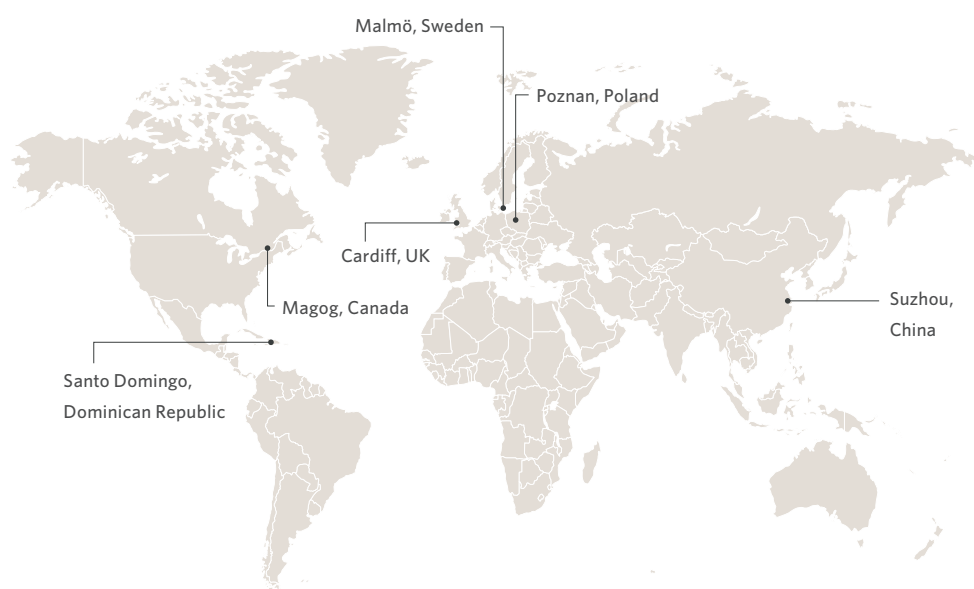 Malmö, Sweden
Poznan, Poland
Cardiff, UK
Magog, Canada
Suzhou,
China
Santo Domingo,
Dominican Republic